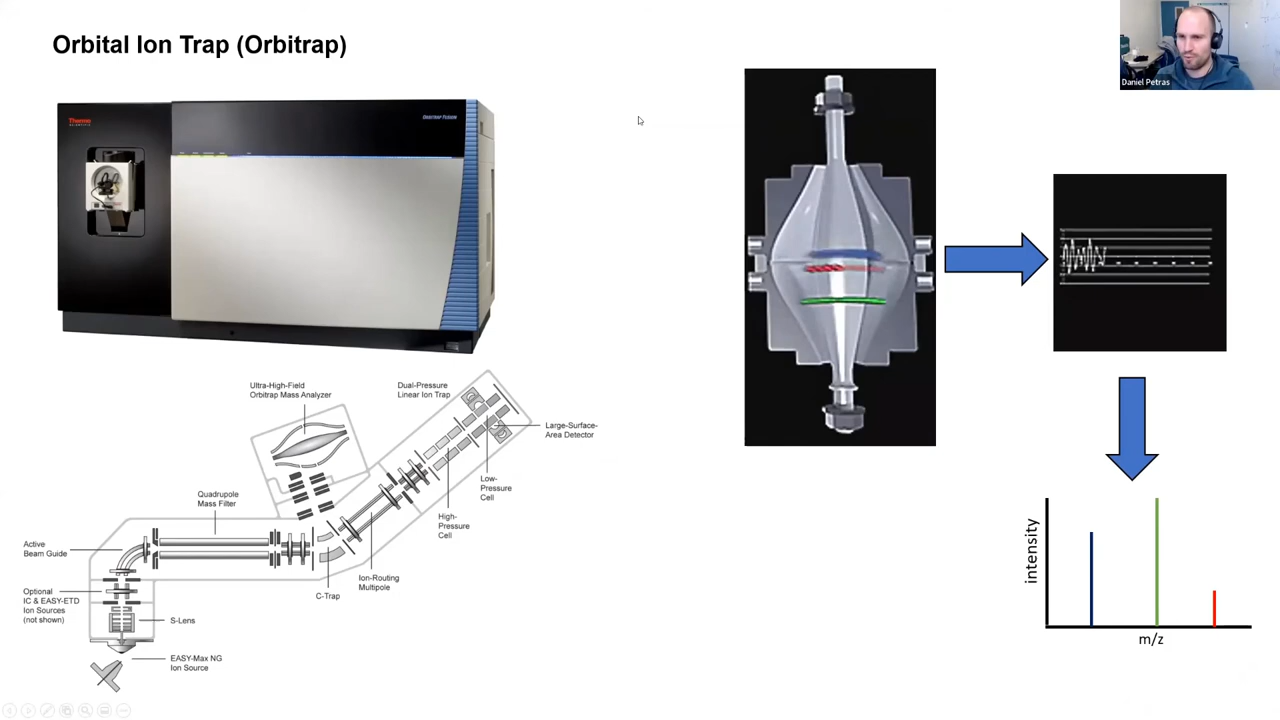 Orbital Ion Trap (Orbitrap)
Daniel Petras
Thermo
SCIENTIFIC
Orbitrap Fusion
Ultra-High-Field
Orbitrap Mass Analyzer
Dual-Pressure
Linear Ion Trap
Large-Surface-
Area Detector
Low-
Pressure
Cell
High-
Pressure
Cell
Quadrupole
Mass Filter
Active
Beam Guide
Ion-Routing
Multipole
C-Trap
Optional
IC & EASY-ETD
Ion Sources
(not shown)
S-Lens
EASY-Max NG
Ion Source
intensity
m/z